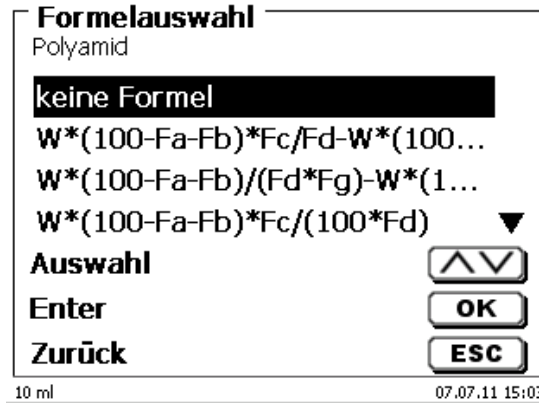 Formelauswahl
Polyamid
keine Formel
W*(100-Fa-Fb)*Fc/Fd-W*(100...
W*(100-Fa-Fb)/(Fd*Fg)-W*(1...
W*(100-Fa-Fb)*Fc/(100*Fd)
Auswahl
Enter OK
Zurück ESC
10 ml 07.07.11 15:03